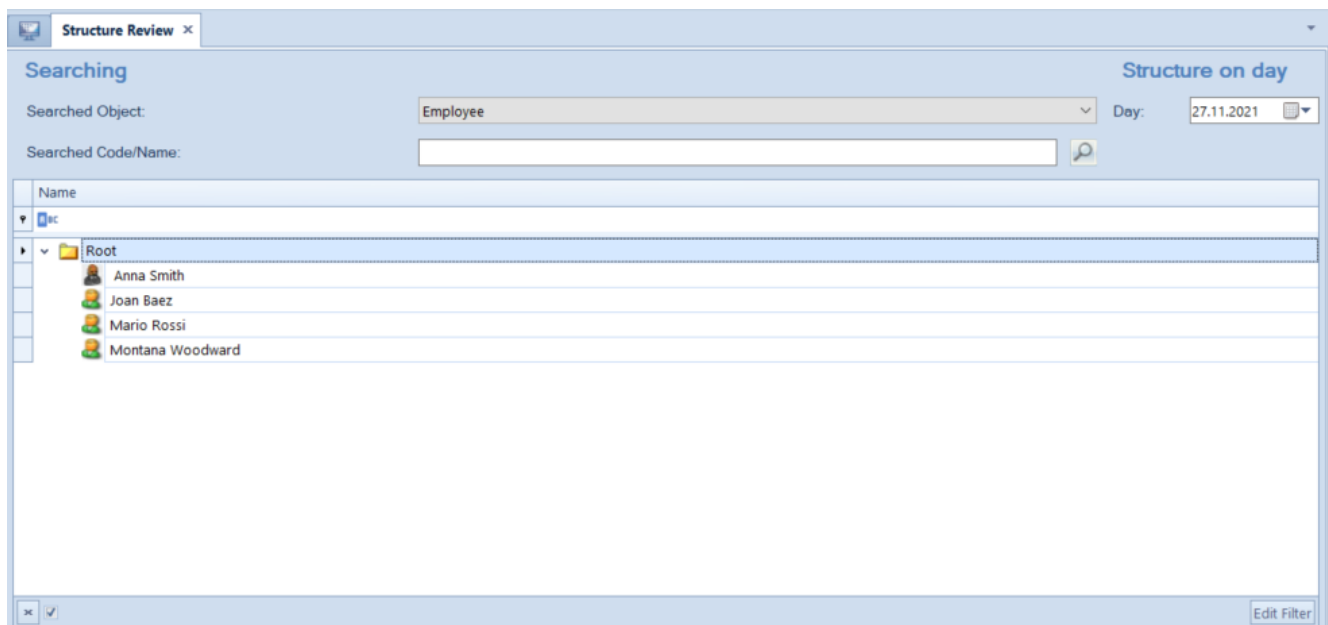 Structure Review
Searching
Structure on day
Searched Object:
Employee
Day:
27.11.2021
Searched Code/Name:
Name
Root
Anna Smith
Joan Baez
Mario Rossi
Montana Woodward
Edit Filter